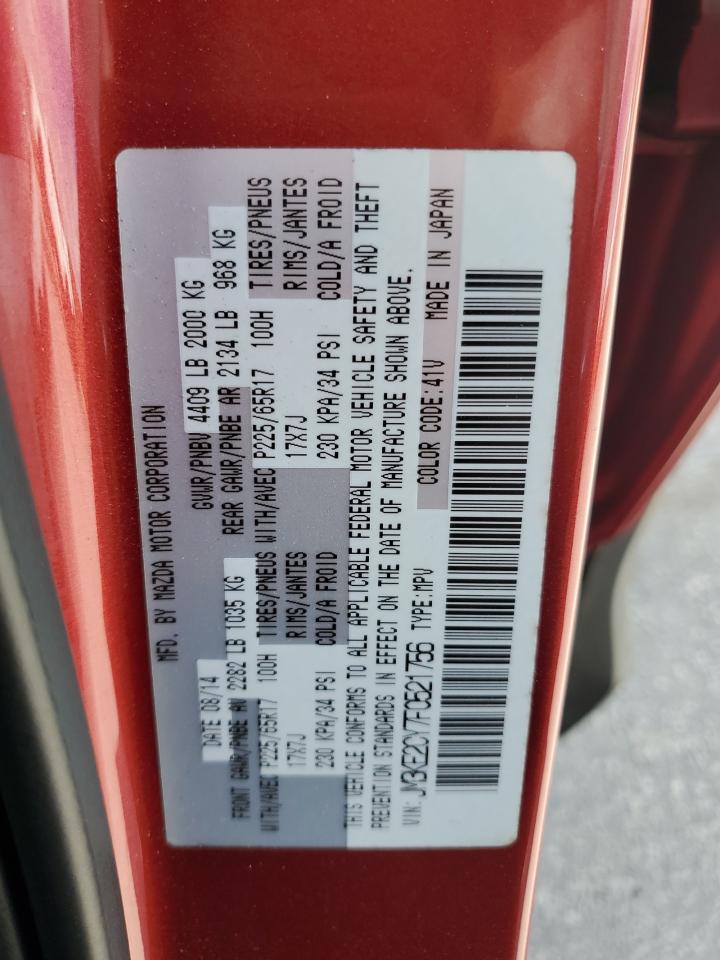 MFD. BY MAZDA MOTOR CORPORATION
DATE 08/14 GVWR/PNBV 4409 LB 2000 KG
FRONT GAWR/PNBE AV 2282 LB 1035 KG REAR GAWR/PNBE AR 2134 LB 968 KG
WITH/AVEC P225/65R17 100H TIRES/PNEUS WITH/AVEC P225/65R17 100H TIRES/PNEUS
17X7J RIMS/JANTES 17X7J RIMS/JANTES
230 KPA/34 PSI COLD/A FROID 230 KPA/34 PSI COLD/A FROID
THIS VEHICLE CONFORMS TO ALL APPLICABLE FEDERAL MOTOR VEHICLE SAFETY AND THEFT
PREVENTION STANDARDS IN EFFECT ON THE DATE OF MANUFACTURE SHOWN ABOVE.
VIN: JM3KE2CY7F0521756 TYPE:MPV COLOR CODE:41V MADE IN JAPAN